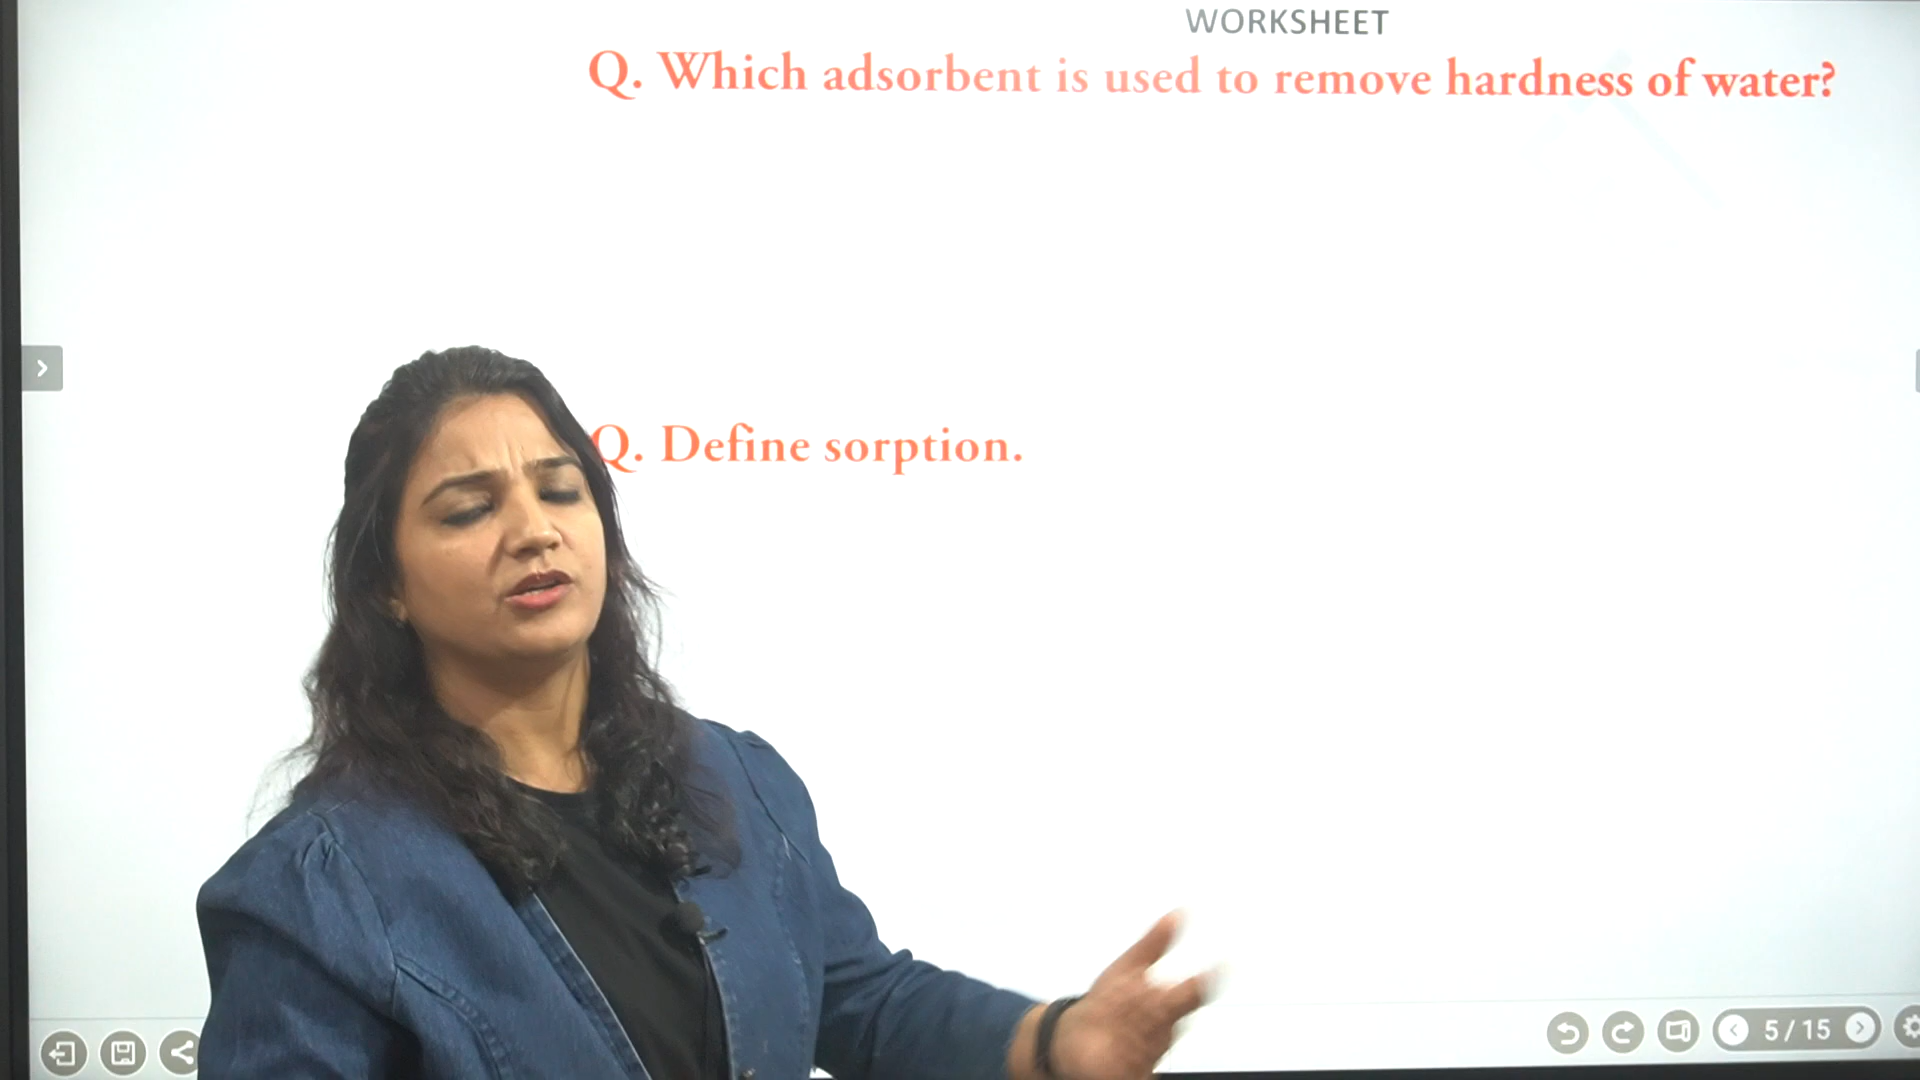 WORKSHEET
Q. Which adsorbent is used to remove hardness of water?
Q. Define sorption.
5/15